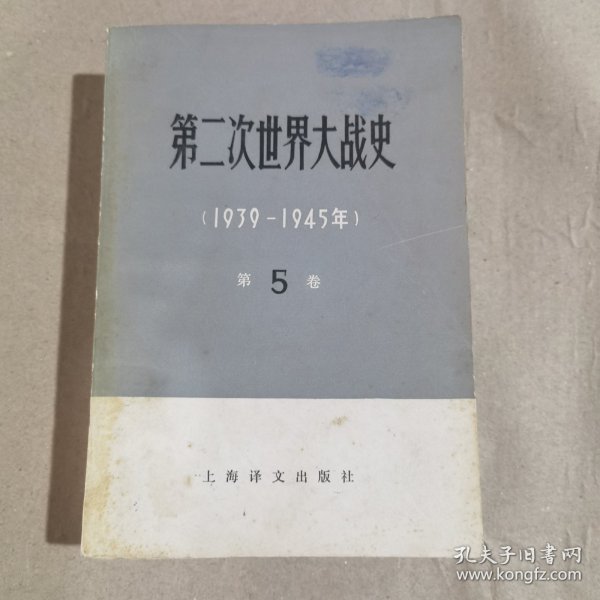 第二次世界大战史
(1939-1945年)
第 5 卷
上海译文出版社
孔夫子旧书网
www.kongfz.com